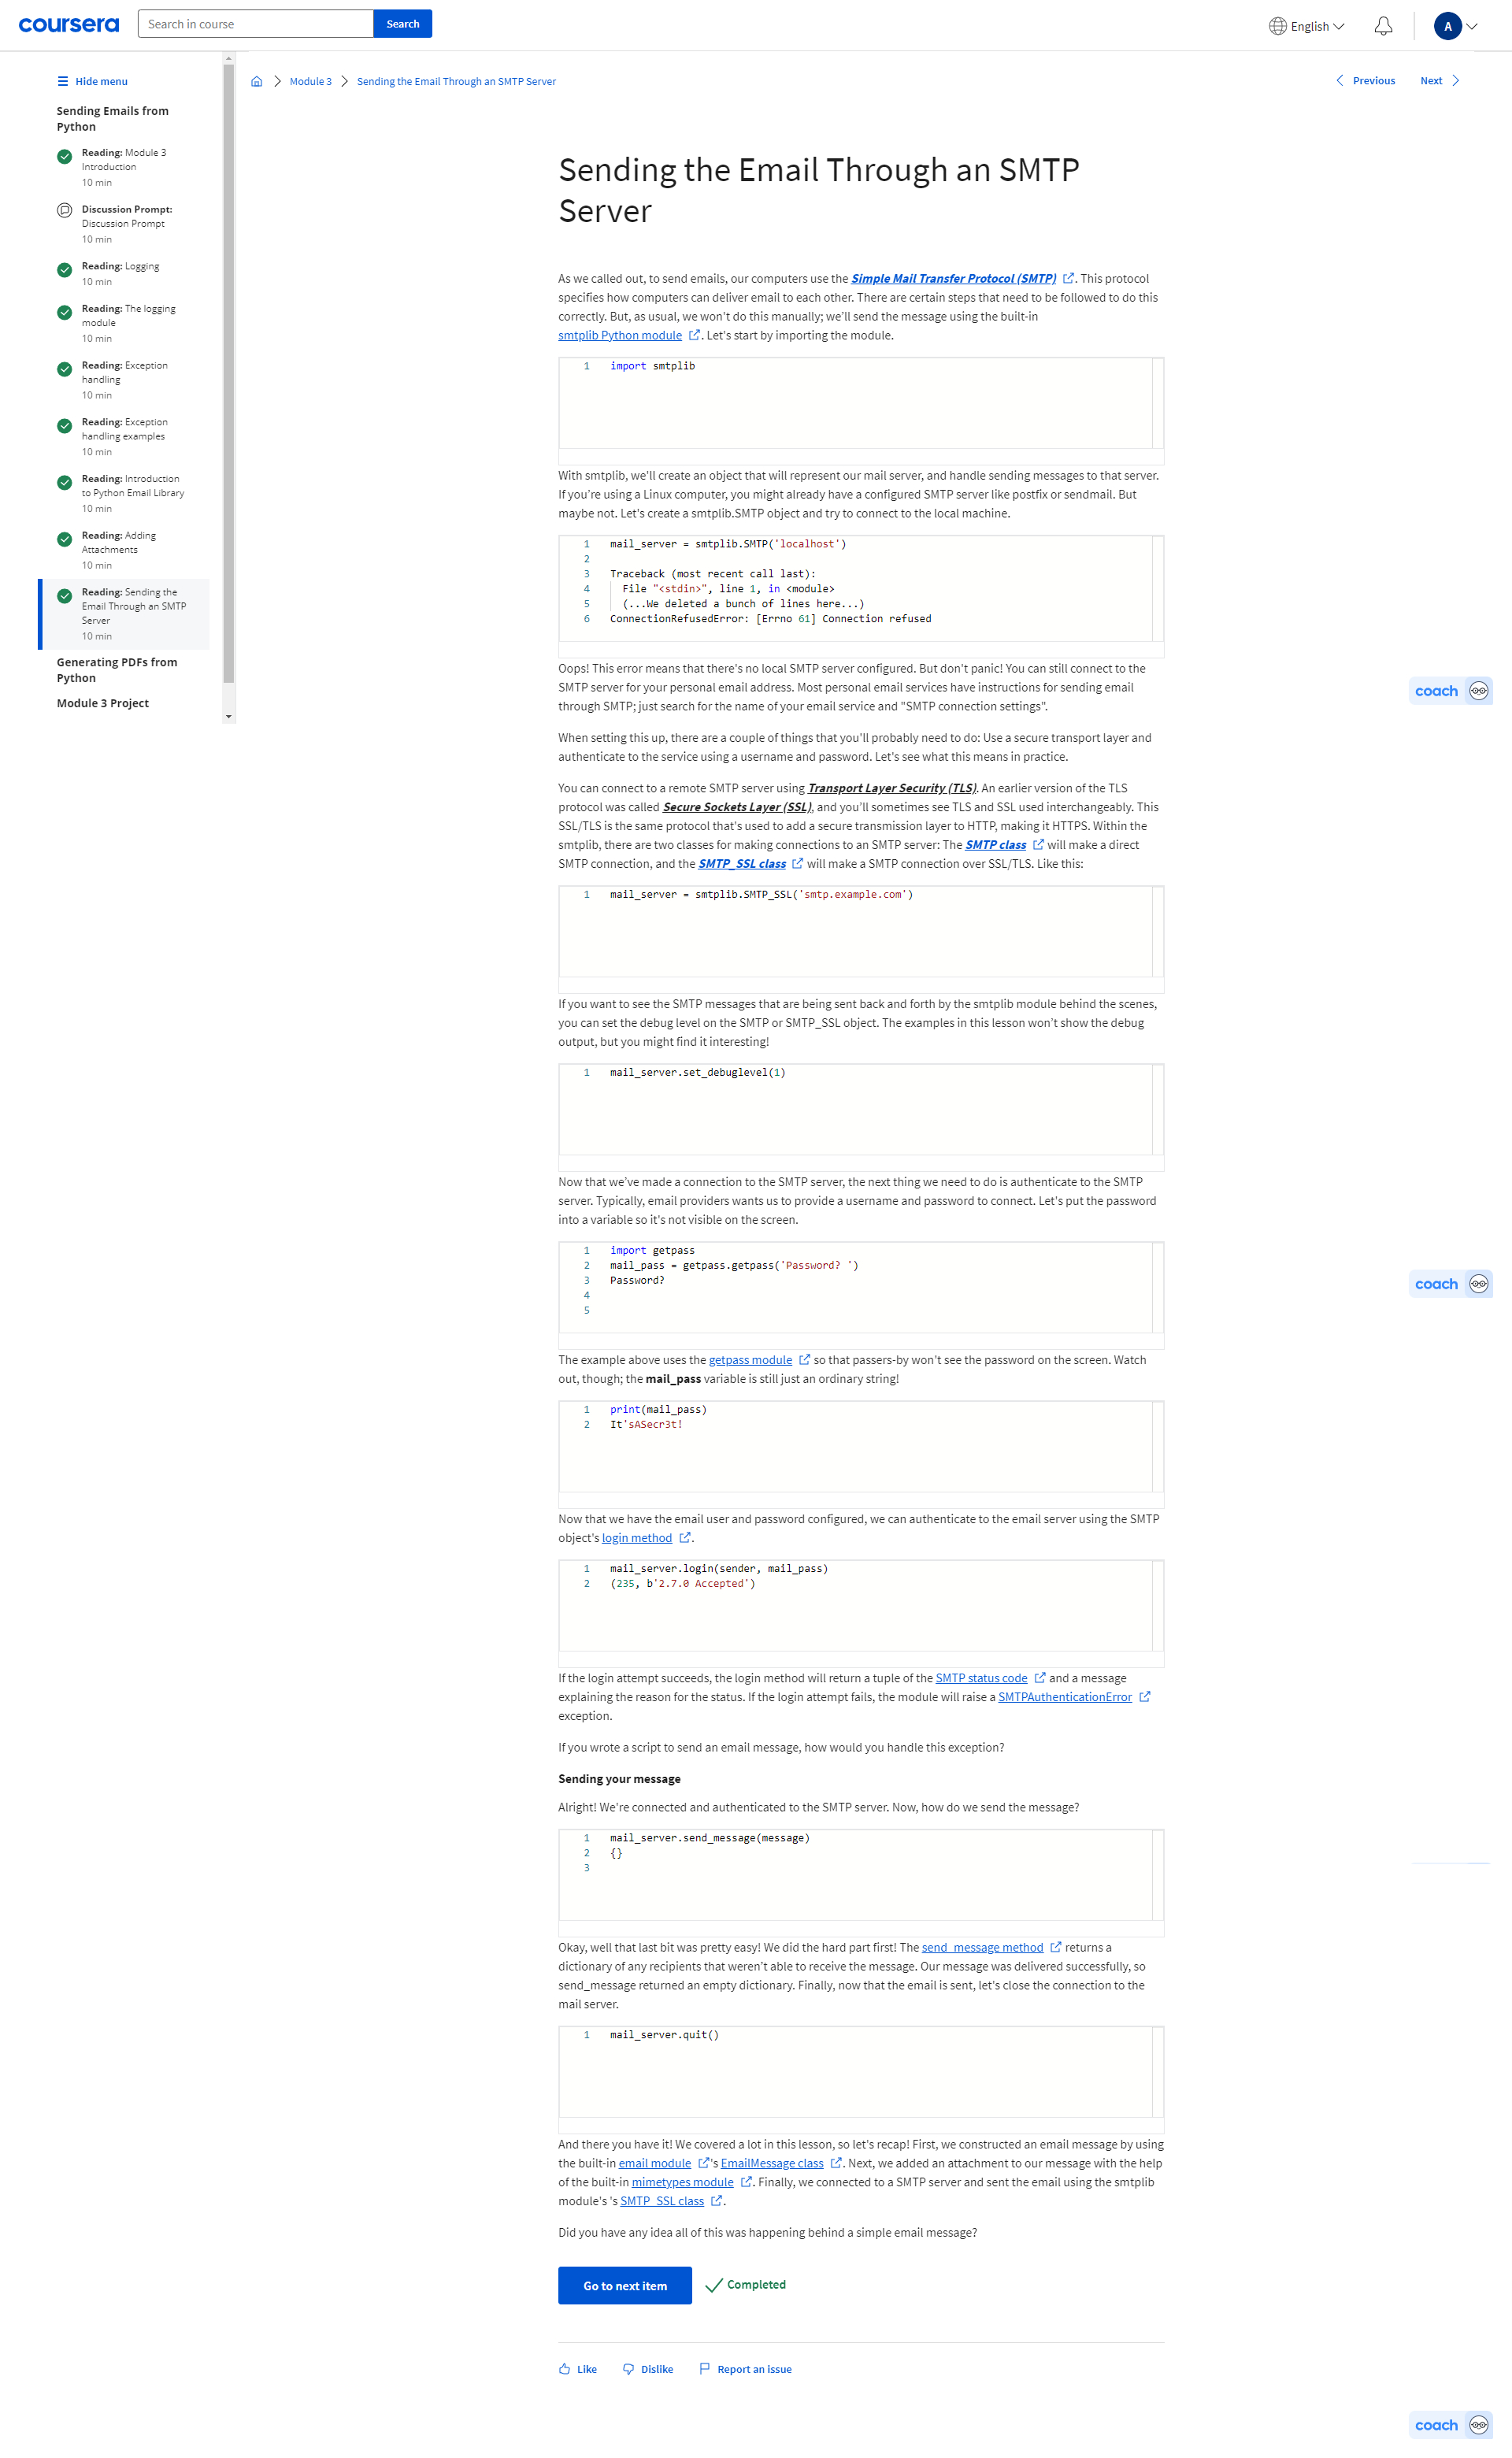 coursera
Search in course
Search
English
A
Hide menu
Sending Emails from
Python
Reading: Module 3
Introduction
10 min
Discussion Prompt:
Discussion Prompt
10 min
Reading: Logging
10 min
Reading: The logging
module
10 min
Reading: Exception
handling
10 min
Reading: Exception
handling examples
10 min
Reading: Introduction
to Python Email Library
10 min
Reading: Adding
Attachments
10 min
Reading: Sending the
Email Through an SMTP
Server
10 min
Generating PDFs from
Python
Module 3 Project
Module 3
Sending the Email Through an SMTP Server
Previous
Next
Sending the Email Through an SMTP
Server
As we called out, to send emails, our computers use the Simple Mail Transfer Protocol (SMTP) . This protocol
specifies how computers can deliver email to each other. There are certain steps that need to be followed to do this
correctly. But, as usual, we won't do this manually; we'll send the message using the built-in
smtplib Python module . Let's start by importing the module.
1 import smtplib
With smtplib, we'll create an object that will represent our mail server, and handle sending messages to that server.
If you're using a Linux computer, you might already have a configured SMTP server like postfix or sendmail. But
maybe not. Let's create a smtplib.SMTP object and try to connect to the local machine.
1 mail_server = smtplib.SMTP('localhost')
2
3 Traceback (most recent call last):
4 File "<stdin>", line 1, in <module>
5 (...We deleted a bunch of lines here...)
6 ConnectionRefusedError: [Errno 61] Connection refused
Oops! This error means that there's no local SMTP server configured. But don't panic! You can still connect to the
SMTP server for your personal email address. Most personal email services have instructions for sending email
through SMTP; just search for the name of your email service and "SMTP connection settings".
coach
When setting this up, there are a couple of things that you'll probably need to do: Use a secure transport layer and
authenticate to the service using a username and password. Let's see what this means in practice.
You can connect to a remote SMTP server using Transport Layer Security (TLS). An earlier version of the TLS
protocol was called Secure Sockets Layer (SSL), and you'll sometimes see TLS and SSL used interchangeably. This
SSL/TLS is the same protocol that's used to add a secure transmission layer to HTTP, making it HTTPS. Within the
smtplib, there are two classes for making connections to an SMTP server: The SMTP class will make a direct
SMTP connection, and the SMTP_SSL class will make a SMTP connection over SSL/TLS. Like this:
1 mail_server = smtplib.SMTP_SSL('smtp.example.com')
If you want to see the SMTP messages that are being sent back and forth by the smtplib module behind the scenes,
you can set the debug level on the SMTP or SMTP_SSL object. The examples in this lesson won't show the debug
output, but you might find it interesting!
1 mail_server.set_debuglevel(1)
Now that we've made a connection to the SMTP server, the next thing we need to do is authenticate to the SMTP
server. Typically, email providers wants us to provide a username and password to connect. Let's put the password
into a variable so it's not visible on the screen.
1 import getpass
2 mail_pass = getpass.getpass('Password? ')
3 Password?
4
5
coach
The example above uses the getpass module so that passers-by won't see the password on the screen. Watch
out, though; the mail_pass variable is still just an ordinary string!
1 print(mail_pass)
2 It'sASecr3t!
Now that we have the email user and password configured, we can authenticate to the email server using the SMTP
object's login method .
1 mail_server.login(sender, mail_pass)
2 (235, b'2.7.0 Accepted')
If the login attempt succeeds, the login method will return a tuple of the SMTP status code and a message
explaining the reason for the status. If the login attempt fails, the module will raise a SMTPAuthenticationError
exception.
If you wrote a script to send an email message, how would you handle this exception?
Sending your message
Alright! We're connected and authenticated to the SMTP server. Now, how do we send the message?
1 mail_server.send_message(message)
2 {}
3
Okay, well that last bit was pretty easy! We did the hard part first! The send_message method returns a
dictionary of any recipients that weren't able to receive the message. Our message was delivered successfully, so
send_message returned an empty dictionary. Finally, now that the email is sent, let's close the connection to the
mail server.
1 mail_server.quit()
And there you have it! We covered a lot in this lesson, so let's recap! First, we constructed an email message by using
the built-in email module 's EmailMessage class . Next, we added an attachment to our message with the help
of the built-in mimetypes module . Finally, we connected to a SMTP server and sent the email using the smtplib
module's 's SMTP_SSL class .
Did you have any idea all of this was happening behind a simple email message?
Go to next item
Completed
Like
Dislike
Report an issue
coach